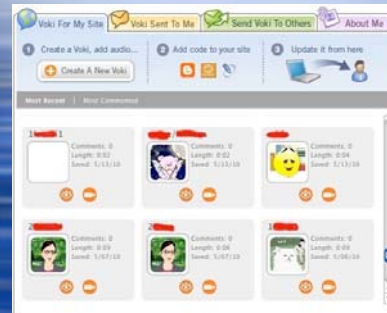 Voki For My Site Voki Sent To Me Send Voki To Others About Me
1 Create a Voki, add audio... 2 Add code to your site 3 Update it from here
Create A New Voki
Most Recent | Most Commented
Comments: 0 Comments: 0 Comments: 0
Length: 0:02 Length: 0:02 Length: 0:04
Saved: 5/13/10 Saved: 5/13/10 Saved: 5/13/10
Comments: 0 Comments: 0 Comments: 0
Length: 0:09 Length: 0:06 Length: 0:09
Saved: 5/07/10 Saved: 5/07/10 Saved: 5/06/10